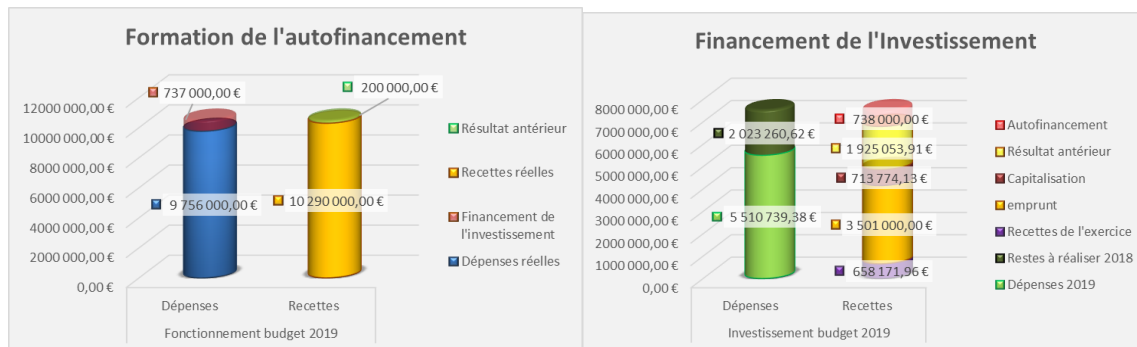 Formation de l'autofinancement
737 000,00 €
200 000,00 €
12000 000,00 €
10000 000,00 €
8000 000,00 €
6000 000,00 €
4000 000,00 €
2000 000,00 €
0,00 €
9 756 000,00 €
10 290 000,00 €
Dépenses
Recettes
Fonctionnement budget 2019
Résultat antérieur
Recettes réelles
Financement de
l'investissement
Dépenses réelles
Financement de l'Investissement
8000 000,00 €
7000 000,00 €
6000 000,00 €
5000 000,00 €
4000 000,00 €
3000 000,00 €
2000 000,00 €
1000 000,00 €
0,00 €
2 023 260,62 €
5 510 739,38 €
738 000,00 €
1 925 053,91 €
713 774,13 €
3 501 000,00 €
658 171,96 €
Dépenses
Recettes
Investissement budget 2019
Autofinancement
Résultat antérieur
Capitalisation
emprunt
Recettes de l'exercice
Restes à réaliser 2018
Dépenses 2019